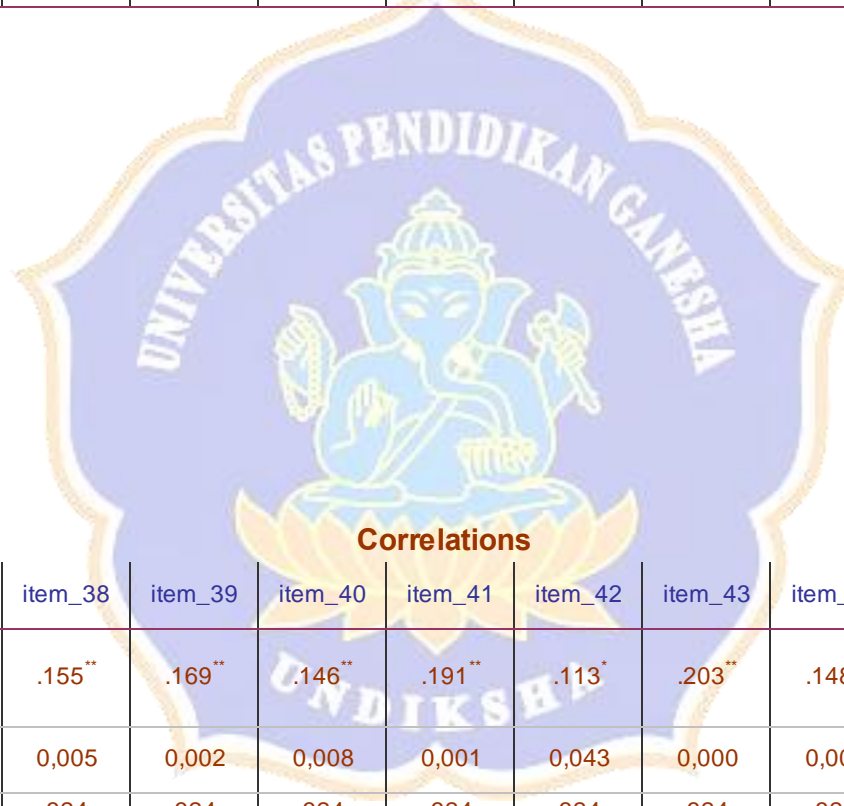 UNIVERSITAS PENDIDIKAN GANESHA
Correlations
item_38 item_39 item_40 item_41 item_42 item_43
.155** .169** .146** .191** .113* .203**
UNDIKSHA
0,005 0,002 0,008 0,001 0,043 0,000